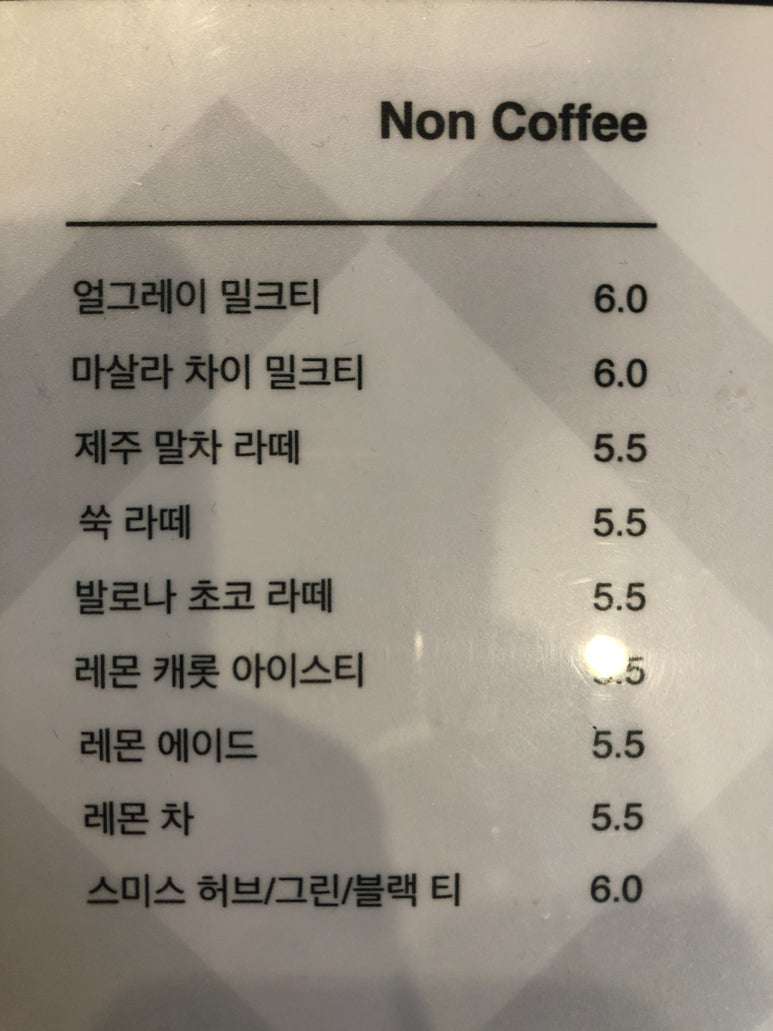 Non Coffee
얼그레이 밀크티 6.0
마살라 차이 밀크티 6.0
제주 말차 라떼 5.5
쑥 라떼 5.5
발로나 초코 라떼 5.5
레몬 캐롯 아이스티
레몬 에이드 5.5
레몬 차 5.5
스미스 허브/그린/블랙 티 6.0